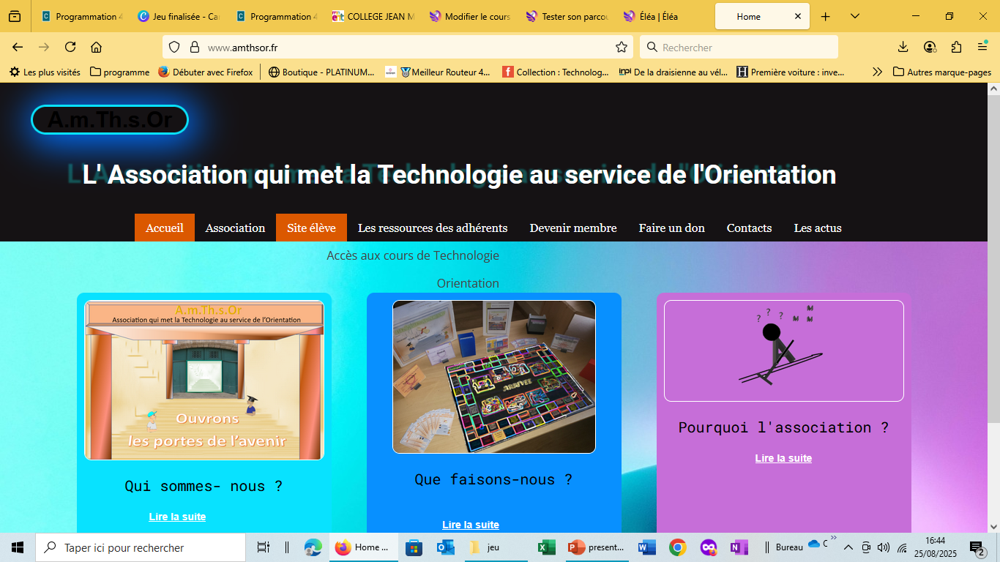 Programmation 4
Jeu finalisée - Ca
Programmation 4
COLLEGE JEAN M
Modifier le cours
Tester son parcou
Éléa | Éléa
Home
www.amthsor.fr
Rechercher
Les plus visités
programme
Débuter avec Firefox
Boutique - PLATINUM...
Meilleur Routeur 4...
Collection : Technolog...
De la draisienne au vél...
Première voiture : inve...
Autres marque-pages
A.m.Th.s.Or
L' Association qui met la Technologie au service de l'Orientation
Accueil
Association
Site élève
Les ressources des adhérents
Devenir membre
Faire un don
Contacts
Les actus
Accès aux cours de Technologie
Orientation
A.m.Th.s.Or
Association qui met la Technologie au service de l'Orientation
Ouvrons
les portes de l'avenir
Qui sommes- nous ?
Lire la suite
ARRIVEE
Que faisons-nous ?
Lire la suite
? ? ? M M M
Pourquoi l'association ?
Lire la suite
Taper ici pour rechercher
Home ...
jeu
present...
Bureau
16:44
25/08/2025
2